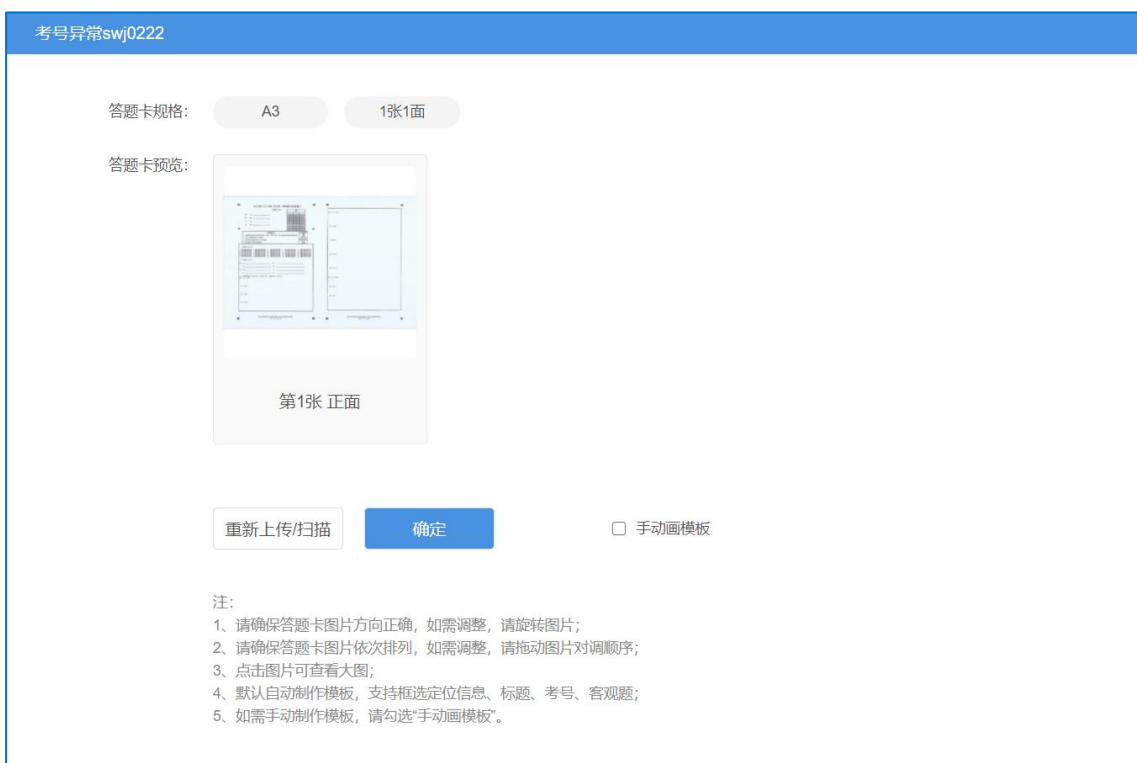 考号异常swj0222
答题卡规格:
A3
1张1面
答题卡预览:
第1张 正面
重新上传/扫描
确定
手动画模板
注:
1、请确保答题卡图片方向正确，如需调整，请旋转图片；
2、请确保答题卡图片依次排列，如需调整，请拖动图片对调顺序；
3、点击图片可查看大图；
4、默认自动制作模板，支持框选定位信息、标题、考号、客观题；
5、如需手动制作模板，请勾选“手动画模板”。